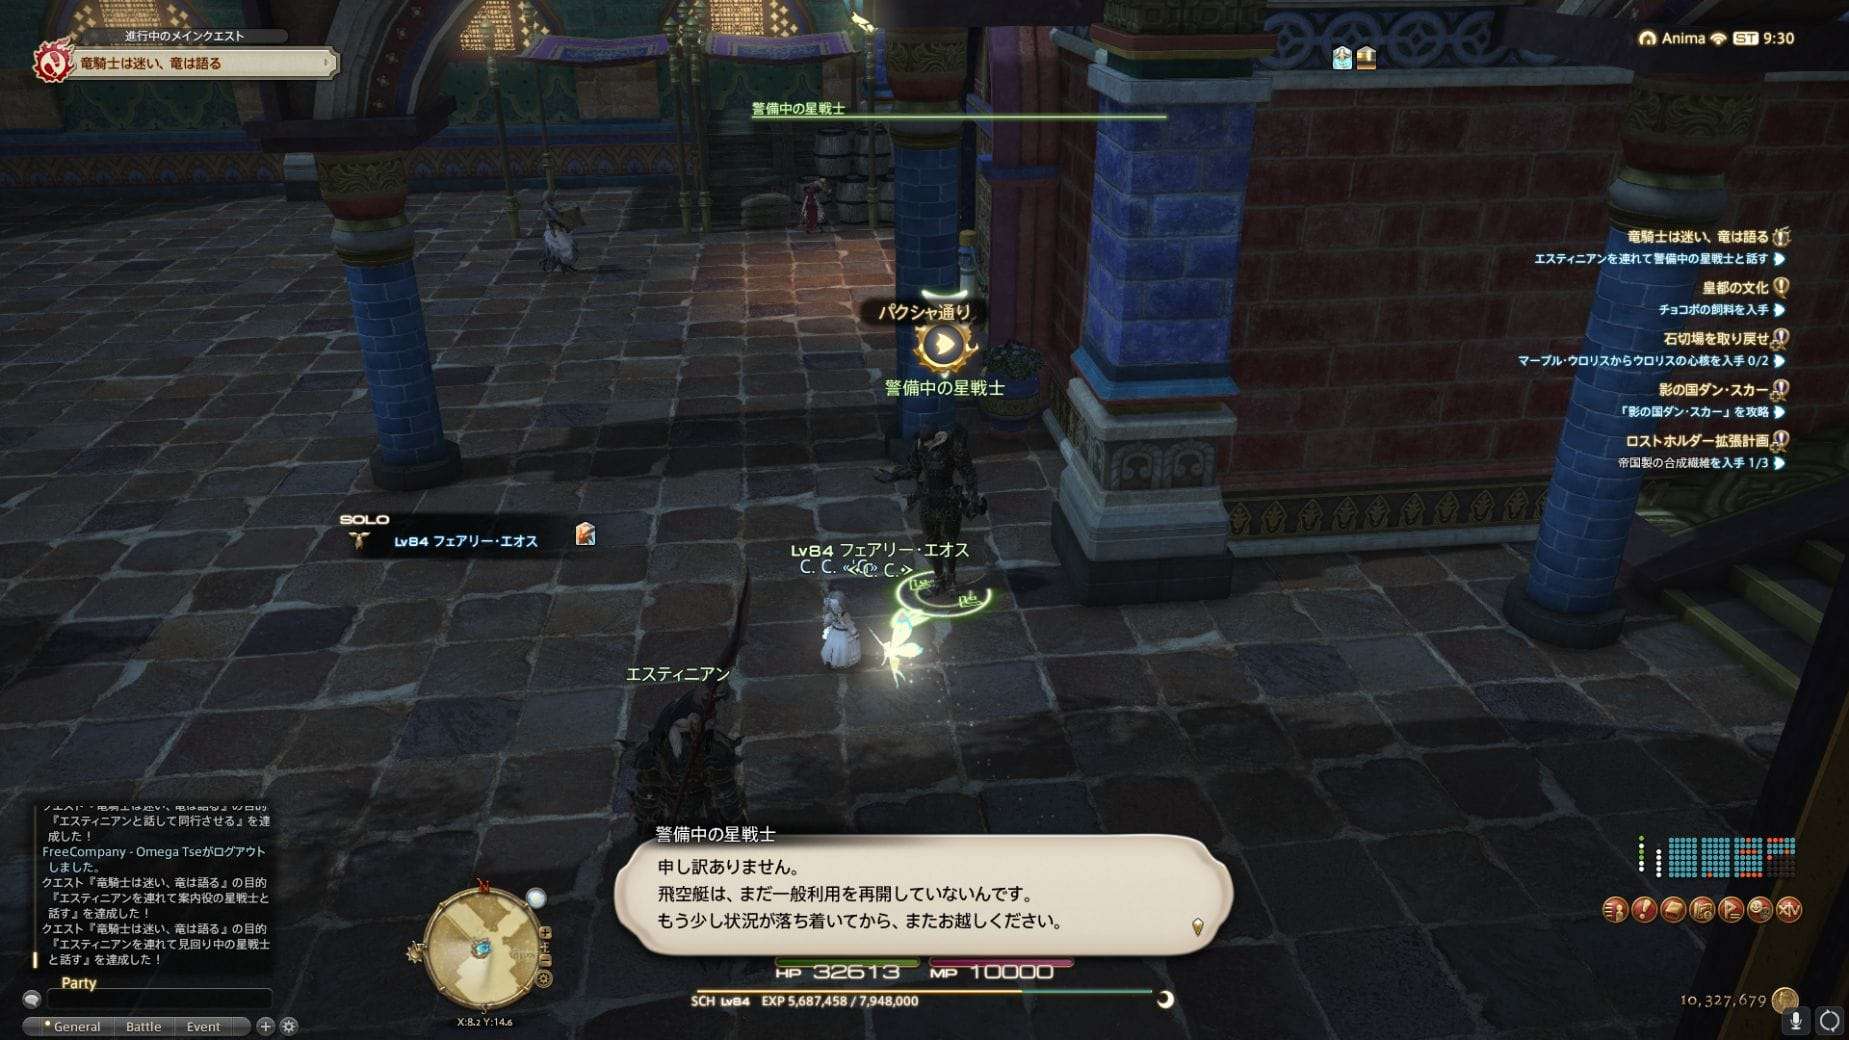 進行中のメインクエスト
竜騎士は迷い、竜は語る
Anima ST 9:30
警備中の星戦士
竜騎士は迷い、竜は語る
エスティニアンを連れて警備中の星戦士と話す
皇都の文化
チョコボの飼料を入手
石切場を取り戻せ
マーブル・ウロリスからウロリスの心核を入手 0/2
影の国ダン・スカー
「影の国ダン・スカー」を攻略
ロストホルダー拡張計画
帝国製の合成繊維を入手 1/3
パクシャ通り
警備中の星戦士
SOLO
Lv84 フェアリー・エオス
Lv84 フェアリー・エオス
C. C.
エスティニアン
クエスト『竜騎士は迷い、竜は語る』の目的
『エスティニアンと話して同行させる』を達
成した！
FreeCompany - Omega Tseがログアウト
しました。
クエスト『竜騎士は迷い、竜は語る』の目的
『エスティニアンを連れて案内役の星戦士と
話す』を達成した！
クエスト『竜騎士は迷い、竜は語る』の目的
『エスティニアンを連れて見回り中の星戦士
と話す』を達成した！
Party
General Battle Event
N
X:8.2 Y:14.6
警備中の星戦士
申し訳ありません。
飛空艇は、まだ一般利用を再開していないんです。
もう少し状況が落ち着いてから、またお越しください。
HP 32613 MP 10000
SCH Lv84 EXP 5,687,458 / 7,948,000
XIV
10,327,679